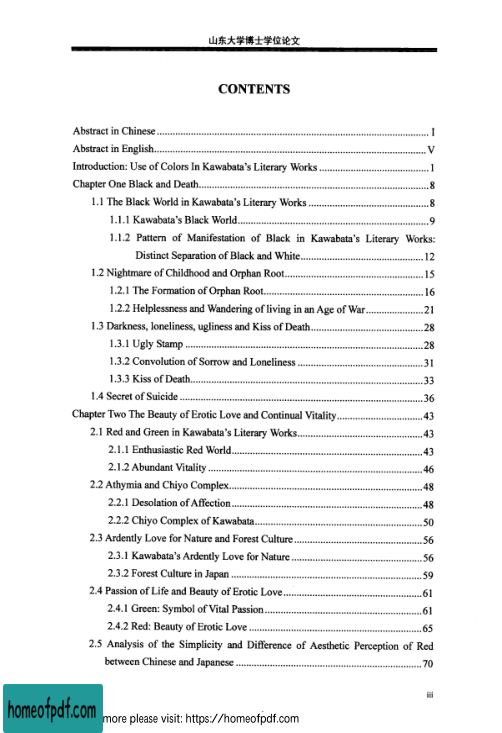 山东大学博士学位论文
CONTENTS
Abstract in Chinese ........ I
Abstract in English ........ V
Introduction: Use of Colors In Kawabata's Literary Works ........ 1
Chapter One Black and Death ........ 8
1.1 The Black World in Kawabata's Literary Works ........ 8
1.1.1 Kawabata's Black World ........ 9
1.1.2 Pattern of Manifestation of Black in Kawabata's Literary Works:
Distinct Separation of Black and White ........ 12
1.2 Nightmare of Childhood and Orphan Root ........ 15
1.2.1 The Formation of Orphan Root ........ 16
1.2.2 Helplessness and Wandering of living in an Age of War ........ 21
1.3 Darkness, loneliness, ugliness and Kiss of Death ........ 28
1.3.1 Ugly Stamp ........ 28
1.3.2 Convolution of Sorrow and Loneliness ........ 31
1.3.3 Kiss of Death ........ 33
1.4 Secret of Suicide ........ 36
Chapter Two The Beauty of Erotic Love and Continual Vitality ........ 43
2.1 Red and Green in Kawabata's Literary Works ........ 43
2.1.1 Enthusiastic Red World ........ 43
2.1.2 Abundant Vitality ........ 46
2.2 Athymia and Chiyo Complex ........ 48
2.2.1 Desolation of Affection ........ 48
2.2.2 Chiyo Complex of Kawabata ........ 50
2.3 Ardently Love for Nature and Forest Culture ........ 56
2.3.1 Kawabata's Ardently Love for Nature ........ 56
2.3.2 Forest Culture in Japan ........ 59
2.4 Passion of Life and Beauty of Erotic Love ........ 61
2.4.1 Green: Symbol of Vital Passion ........ 61
2.4.2 Red: Beauty of Erotic Love ........ 65
2.5 Analysis of the Simplicity and Difference of Aesthetic Perception of Red
between Chinese and Japanese ........ 70
iii
homeofpdf.com
more please visit: https://homeofpdf.com